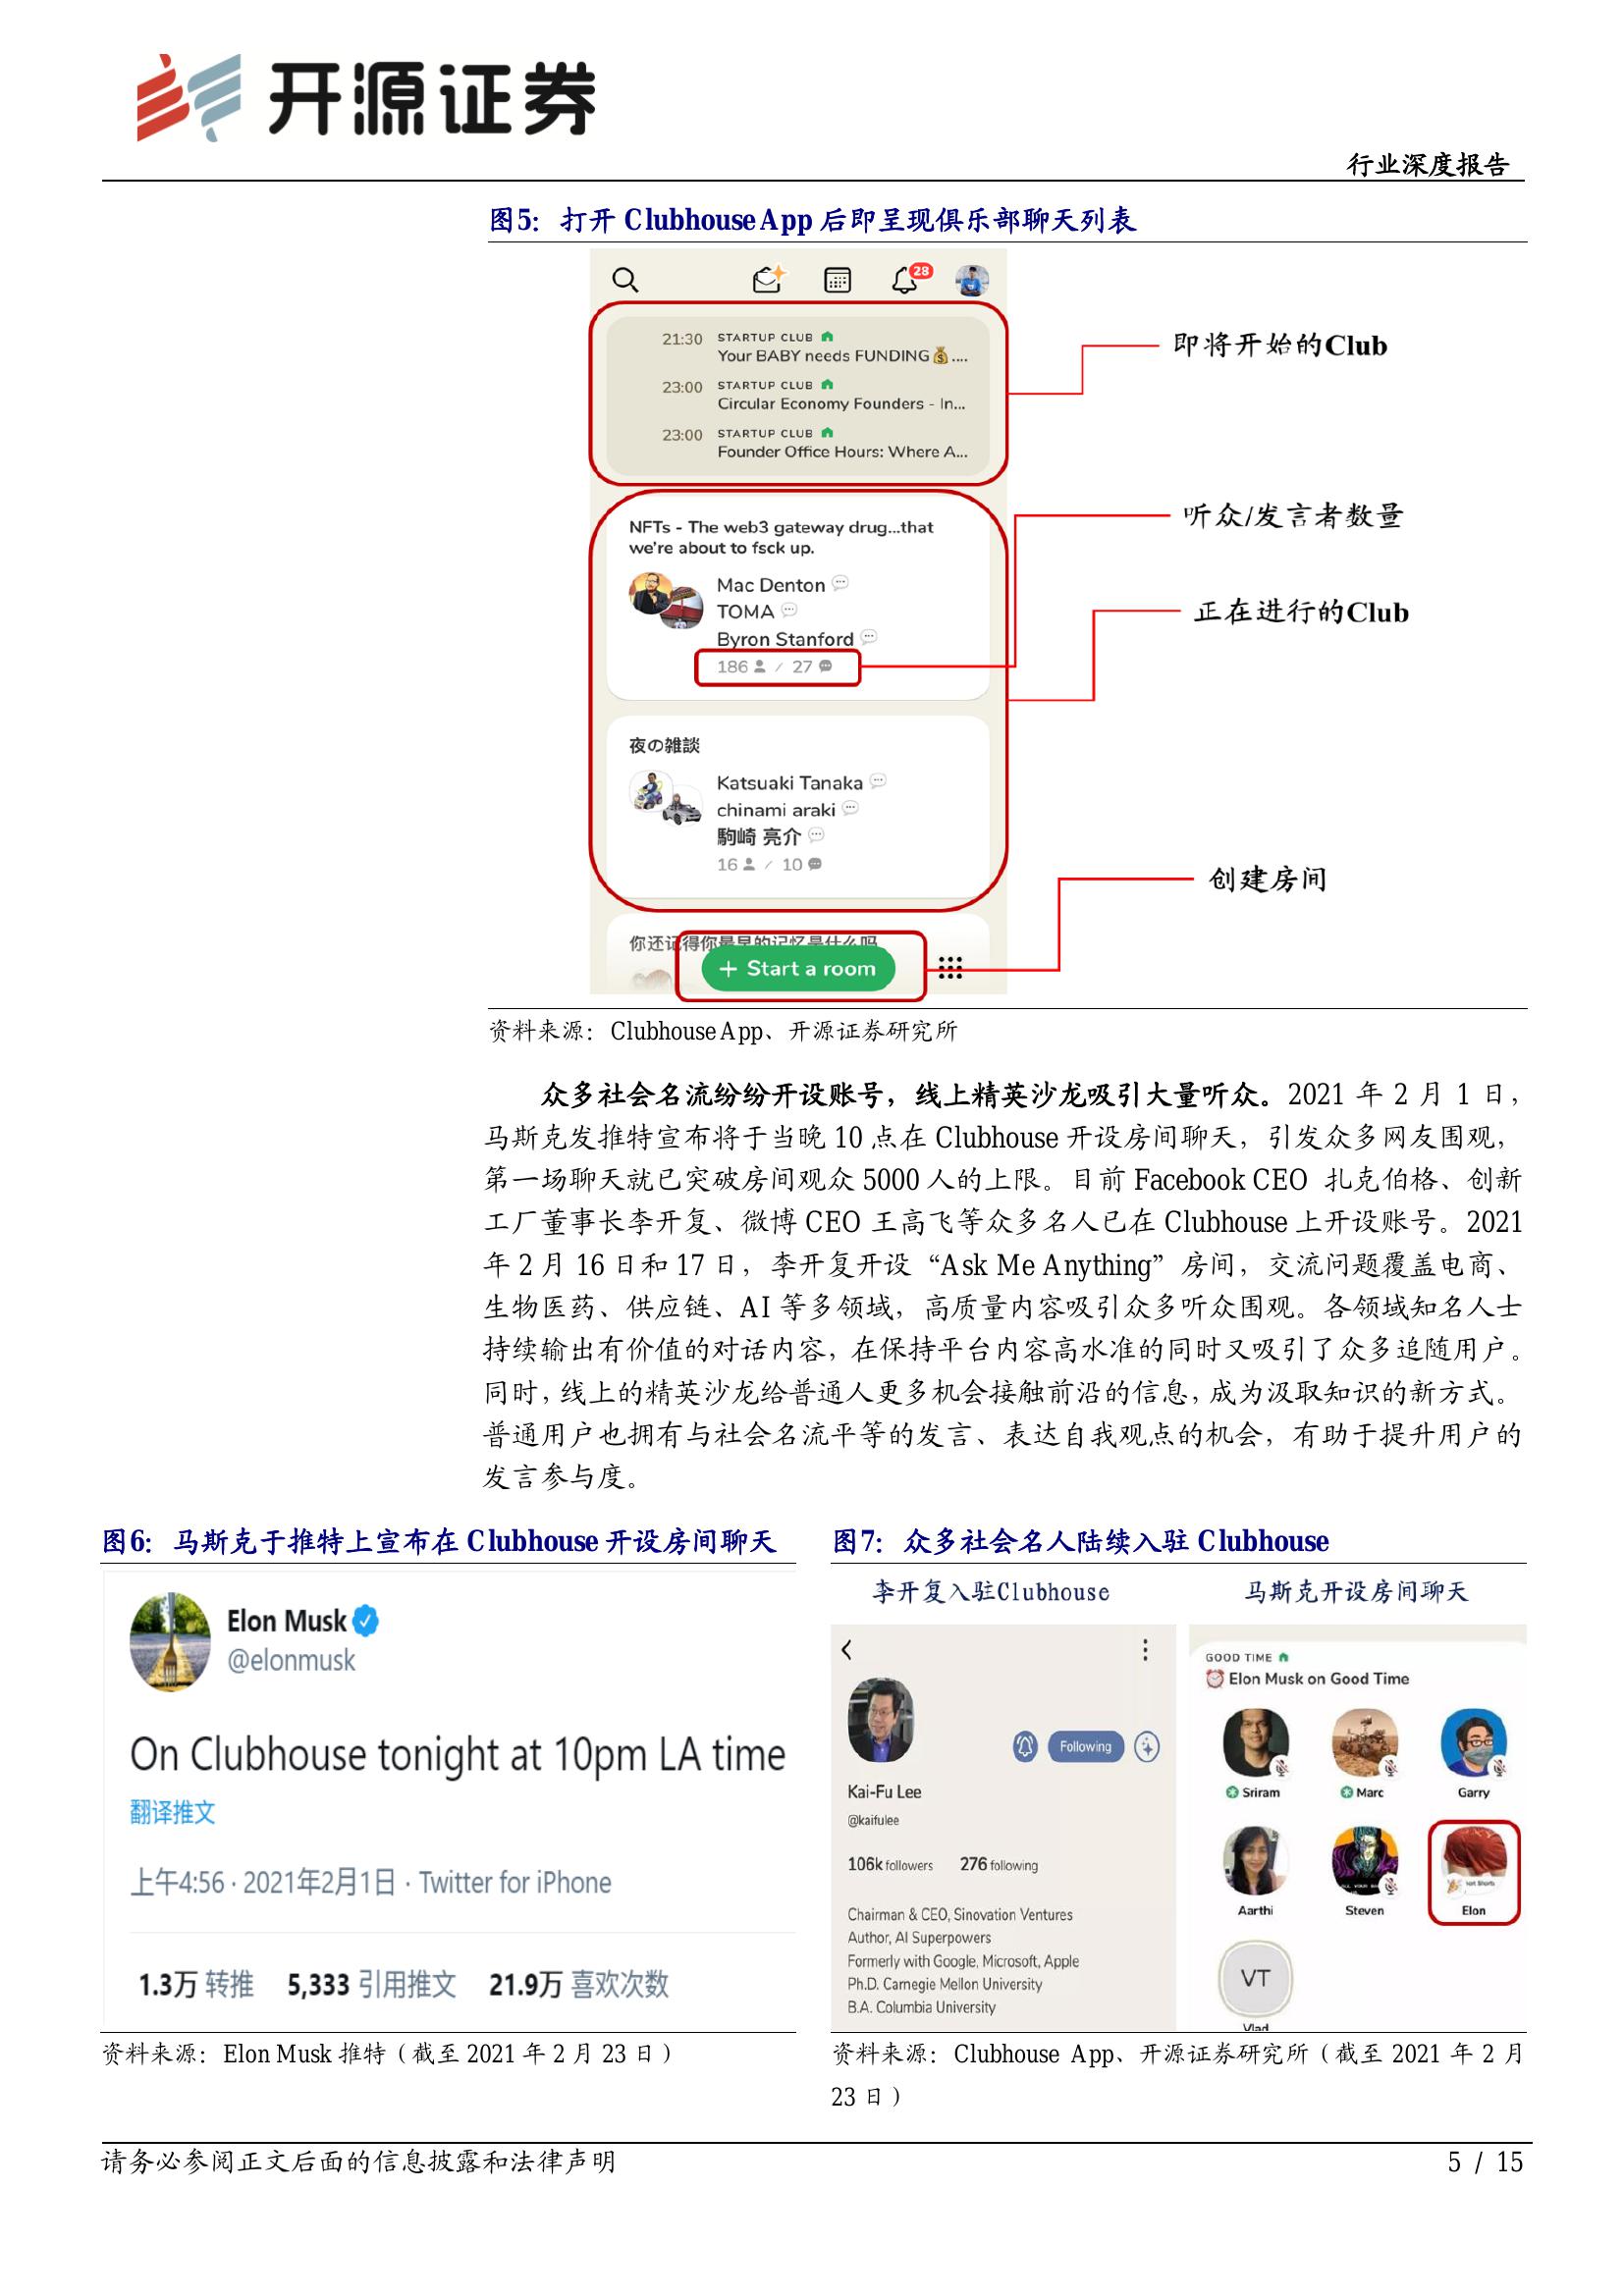 开源证券
行业深度报告
图5：打开 Clubhouse App 后即呈现俱乐部聊天列表
28
21:30 STARTUP CLUB
Your BABY needs FUNDING💰....
23:00 STARTUP CLUB
Circular Economy Founders - In...
23:00 STARTUP CLUB
Founder Office Hours: Where A...
即将开始的Club
NFTs - The web3 gateway drug...that
we're about to fsck up.
Mac Denton
TOMA
Byron Stanford
186 / 27
听众/发言者数量
正在进行的Club
夜の雑談
Katsuaki Tanaka
chinami araki
駒崎 亮介
16 / 10
你还记得你最早的记忆是什么吗
+ Start a room
创建房间
资料来源：Clubhouse App、开源证券研究所
众多社会名流纷纷开设账号，线上精英沙龙吸引大量听众。2021 年 2 月 1 日，
马斯克发推特宣布将于当晚 10 点在 Clubhouse 开设房间聊天，引发众多网友围观，
第一场聊天就已突破房间观众 5000 人的上限。目前 Facebook CEO 扎克伯格、创新
工厂董事长李开复、微博 CEO 王高飞等众多名人已在 Clubhouse 上开设账号。2021
年 2 月 16 日和 17 日，李开复开设“Ask Me Anything”房间，交流问题覆盖电商、
生物医药、供应链、AI 等多领域，高质量内容吸引众多听众围观。各领域知名人士
持续输出有价值的对话内容，在保持平台内容高水准的同时又吸引了众多追随用户。
同时，线上的精英沙龙给普通人更多机会接触前沿的信息，成为汲取知识的新方式。
普通用户也拥有与社会名流平等的发言、表达自我观点的机会，有助于提升用户的
发言参与度。
图6：马斯克于推特上宣布在 Clubhouse 开设房间聊天
Elon Musk
@elonmusk
On Clubhouse tonight at 10pm LA time
翻译推文
上午4:56 · 2021年2月1日 · Twitter for iPhone
1.3万 转推 5,333 引用推文 21.9万 喜欢次数
资料来源：Elon Musk 推特（截至 2021 年 2 月 23 日）
图7：众多社会名人陆续入驻 Clubhouse
李开复入驻Clubhouse
Following
Kai-Fu Lee
@kaifulee
106k followers 276 following
Chairman & CEO, Sinovation Ventures
Author, AI Superpowers
Formerly with Google, Microsoft, Apple
Ph.D. Carnegie Mellon University
B.A. Columbia University
马斯克开设房间聊天
GOOD TIME
⏰ Elon Musk on Good Time
Sriram Marc Garry
Aarthi Steven Elon
VT
Vlad
资料来源：Clubhouse App、开源证券研究所（截至 2021 年 2 月
23 日）
请务必参阅正文后面的信息披露和法律声明
5 / 15